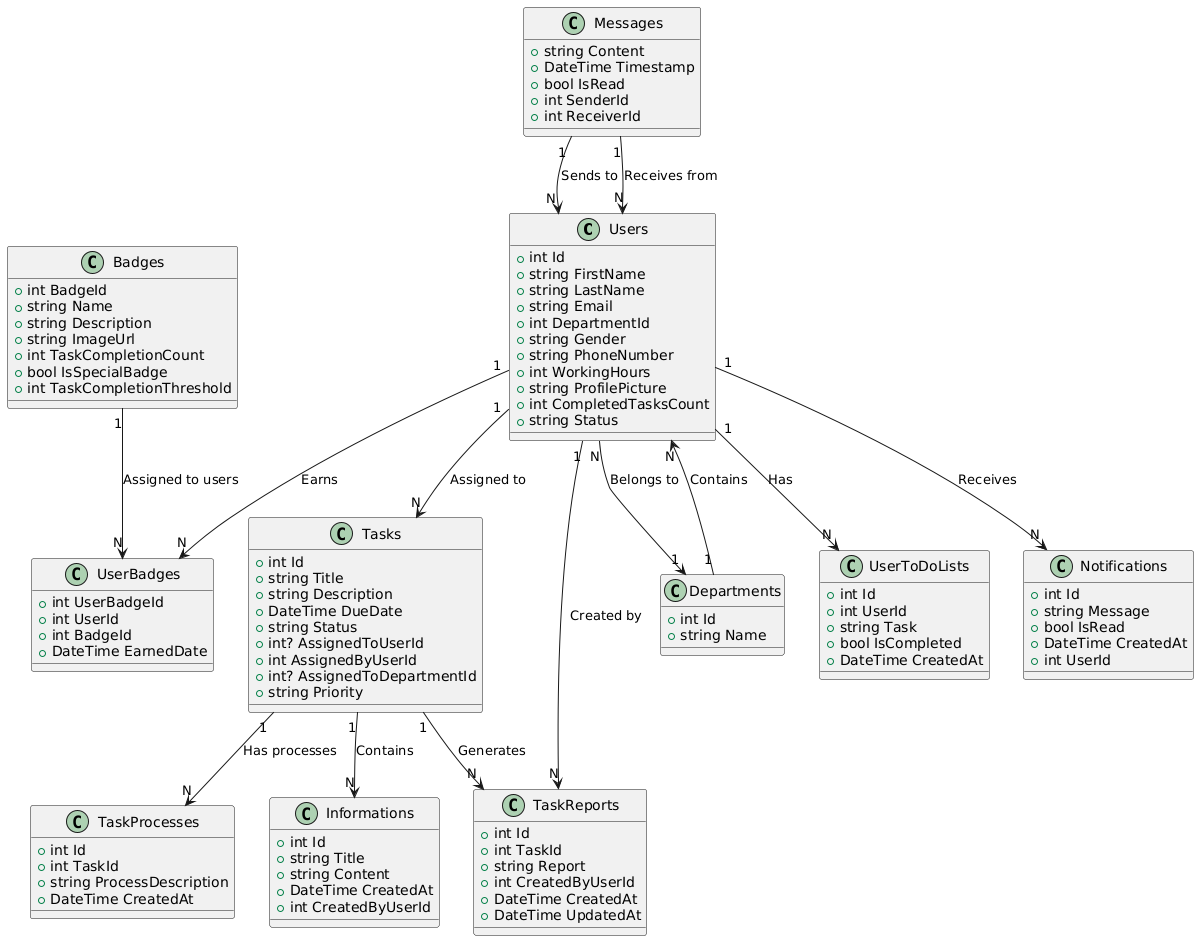 C Messages
string Content
DateTime Timestamp
bool IsRead
int SenderId
int ReceiverId
1
1
Sends to
Receives from
N
N
C Users
int Id
string FirstName
string LastName
string Email
int DepartmentId
string Gender
string PhoneNumber
int WorkingHours
string ProfilePicture
int CompletedTasksCount
string Status
C Badges
int BadgeId
string Name
string Description
string ImageUrl
int TaskCompletionCount
bool IsSpecialBadge
int TaskCompletionThreshold
1
1
1
1
1
1
N
N
Assigned to users
Earns
Assigned to
Belongs to
Contains
Has
Receives
N
N
N
1
1
N
N
C UserBadges
int UserBadgeId
int UserId
int BadgeId
DateTime EarnedDate
C Tasks
int Id
string Title
string Description
DateTime DueDate
string Status
int? AssignedToUserId
int AssignedByUserId
int? AssignedToDepartmentId
string Priority
Created by
C Departments
int Id
string Name
C UserToDoLists
int Id
int UserId
string Task
bool IsCompleted
DateTime CreatedAt
C Notifications
int Id
string Message
bool IsRead
DateTime CreatedAt
int UserId
1
1
1
Has processes
Contains
Generates
N
N
N
N
C TaskProcesses
int Id
int TaskId
string ProcessDescription
DateTime CreatedAt
C Informations
int Id
string Title
string Content
DateTime CreatedAt
int CreatedByUserId
C TaskReports
int Id
int TaskId
string Report
int CreatedByUserId
DateTime CreatedAt
DateTime UpdatedAt